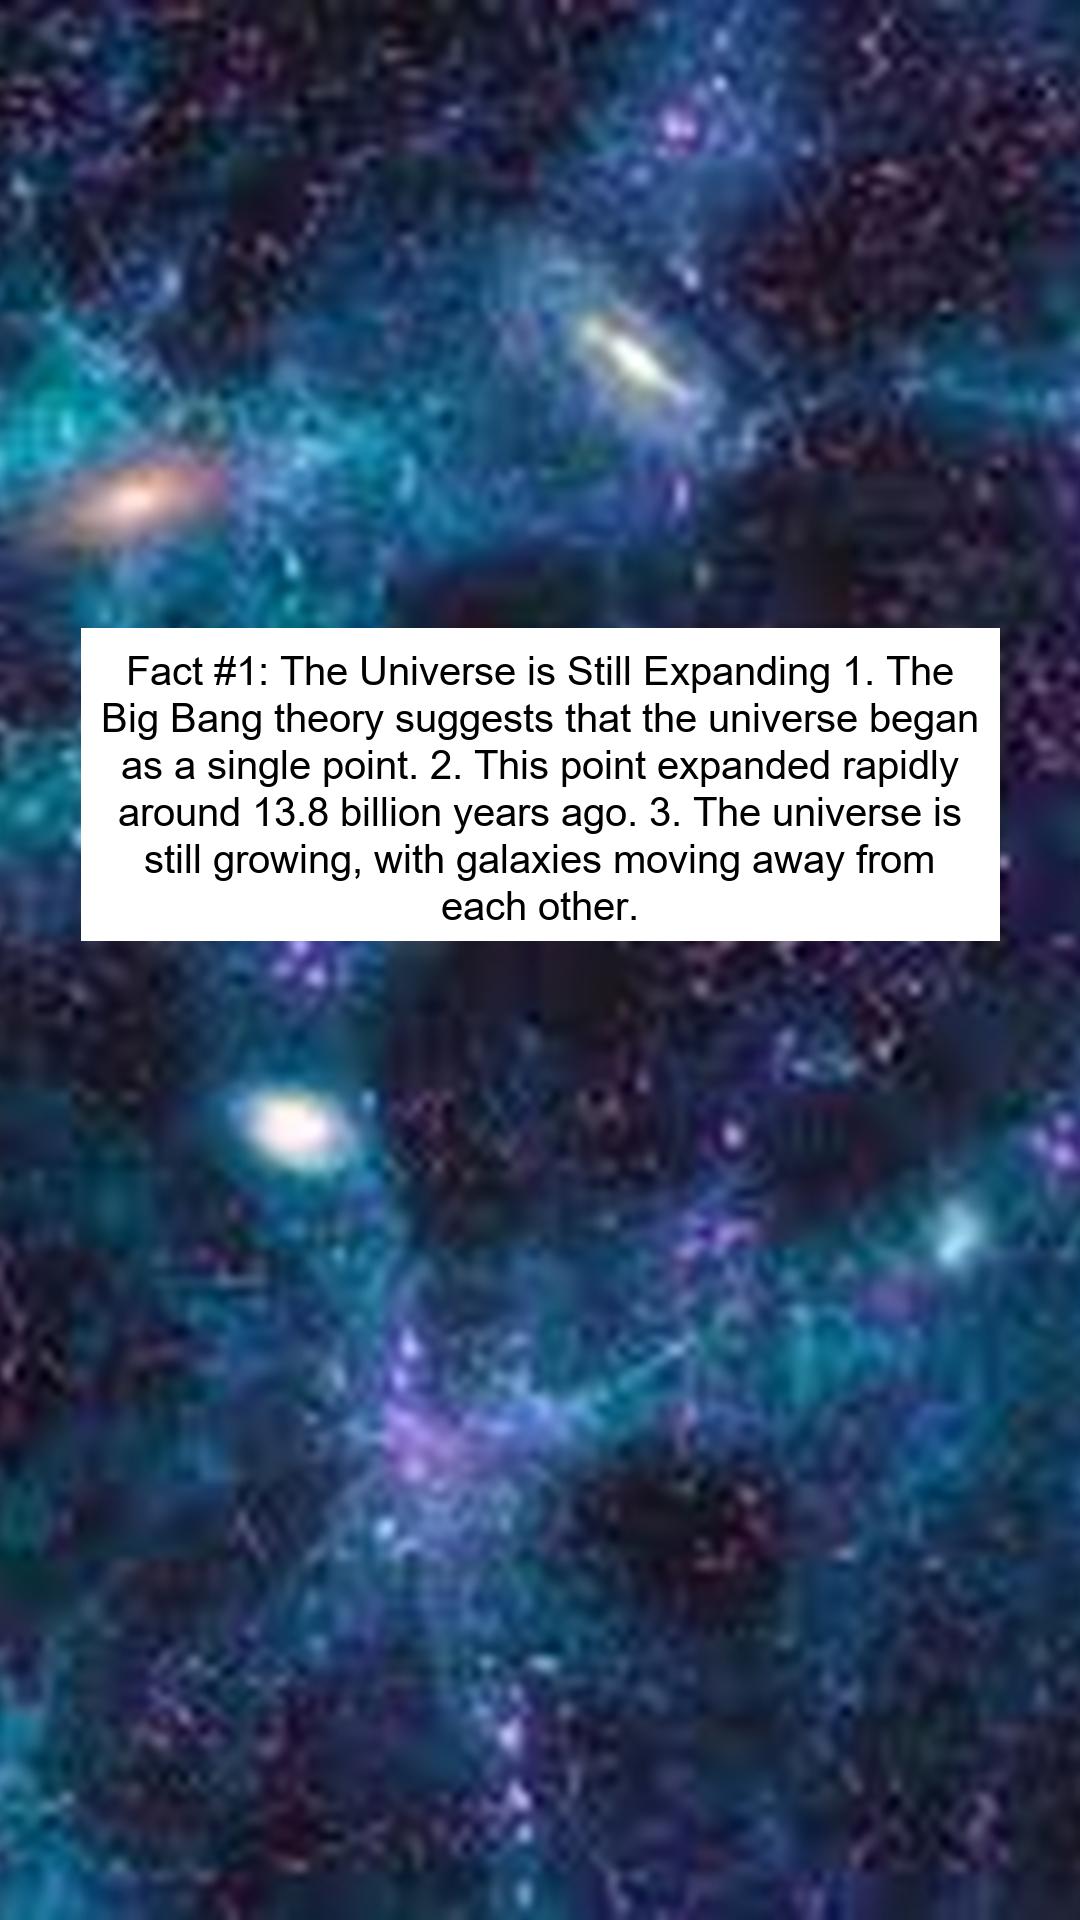 Fact #1: The Universe is Still Expanding 1. The
Big Bang theory suggests that the universe began
as a single point. 2. This point expanded rapidly
around 13.8 billion years ago. 3. The universe is
still growing, with galaxies moving away from
each other.